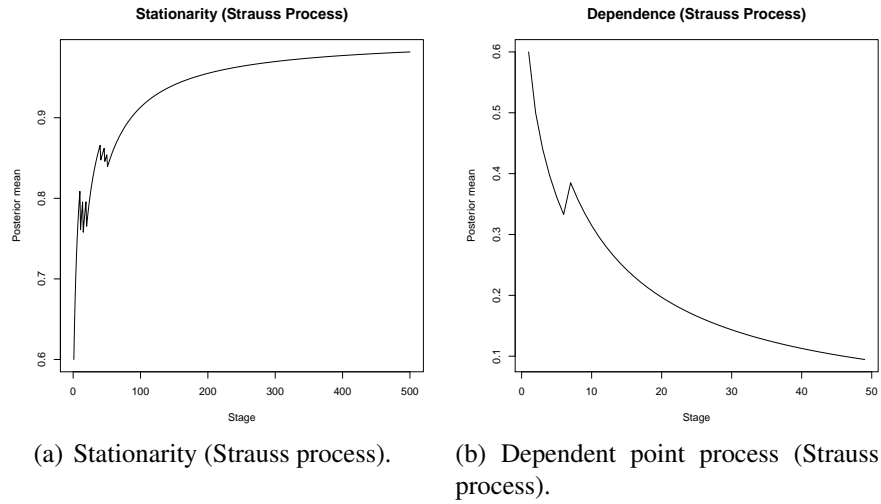 Stationarity (Strauss Process)
Posterior mean
0.9
0.8
0.7
0.6
0
100
200
300
400
500
Stage
Dependence (Strauss Process)
Posterior mean
0.6
0.5
0.4
0.3
0.2
0.1
0
10
20
30
40
50
Stage
(a) Stationarity (Strauss process).
(b) Dependent point process (Strauss
process).